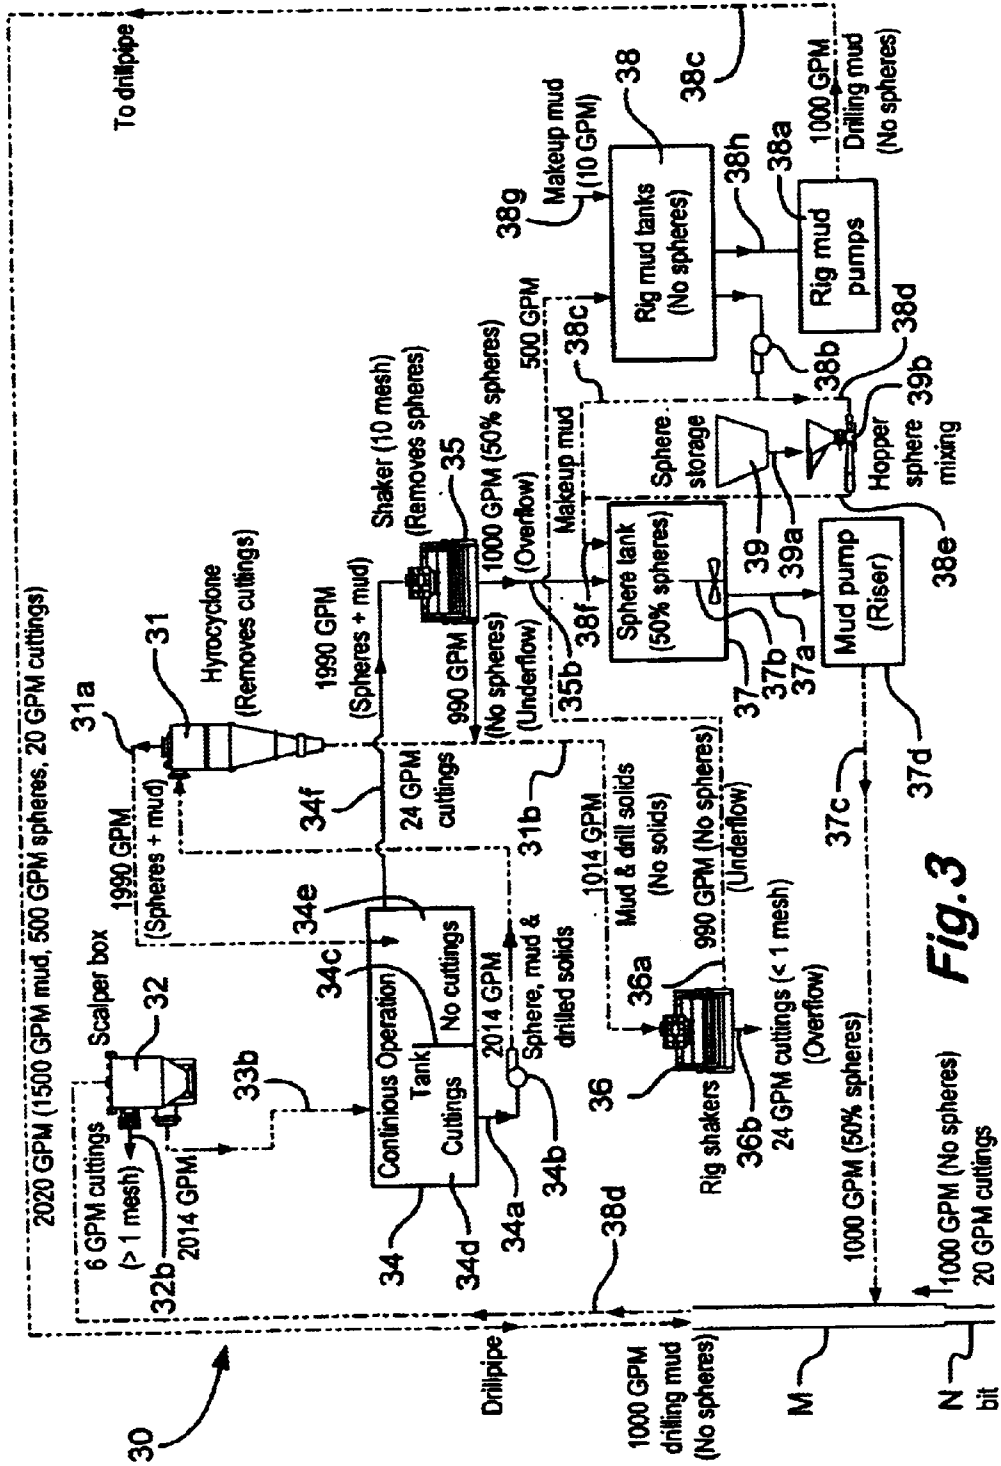 30
2020 GPM (1500 GPM mud, 500 GPM spheres, 20 GPM cuttings)
To drillpipe
6 GPM cuttings
(> 1 mesh)
32b
2014 GPM
Scalper box
32
33b
1990 GPM
(Spheres + mud)
31a
31
Hyrocyclone
(Removes cuttings)
34
34d
Continious Operation
Tank
Cuttings
No cuttings
34c
34e
34f
24 GPM
cuttings
1990 GPM
(Spheres + mud)
Shaker (10 mesh)
(Removes spheres)
35
990 GPM
(No spheres)
(Underflow)
1000 GPM (50% spheres)
(Overflow)
35b
34a
34b
2014 GPM
Sphere, mud &
drilled solids
31b
1014 GPM
Mud & drill solids
(No solids)
36
36a
Rig shakers
36b
24 GPM cuttings (< 1 mesh)
(Overflow)
990 GPM (No spheres)
(Underflow)
500 GPM
38g
Makeup mud
(10 GPM)
38
Rig mud tanks
(No spheres)
38c
38h
38a
Rig mud
pumps
1000 GPM
Drilling mud
(No spheres)
38c
Makeup mud
38f
Sphere tank
(50% spheres)
37
37b
37a
Sphere
storage
39
39a
38b
38d
39b
Hopper
sphere
mixing
38e
Mud pump
(Riser)
37d
37c
1000 GPM (50% spheres)
Drillpipe
38d
1000 GPM
drilling mud
(No spheres)
M
N
bit
1000 GPM (No spheres)
20 GPM cuttings
Fig.3